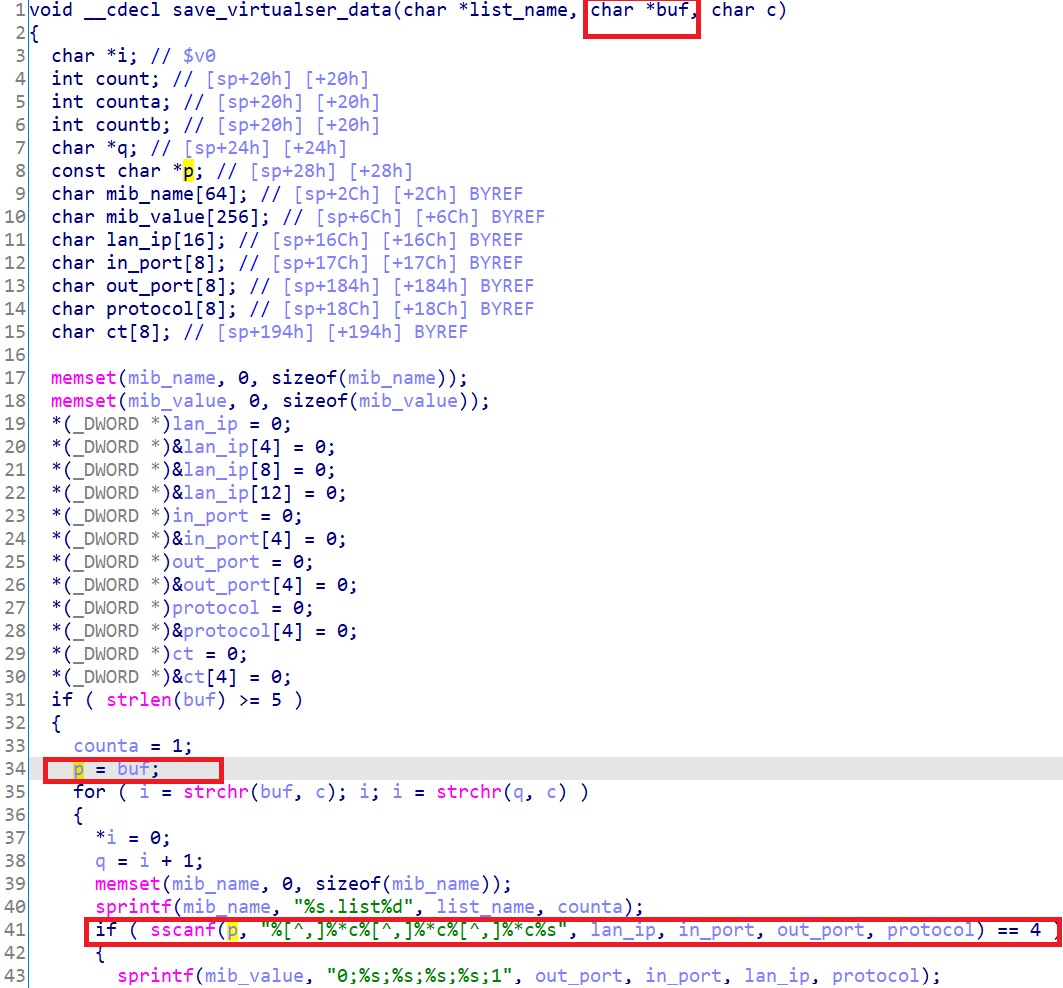 1 void __cdecl save_virtualser_data(char *list_name, char *buf, char c)
2 {
3 char *i; // $v0
4 int count; // [sp+20h] [+20h]
5 int counta; // [sp+20h] [+20h]
6 int countb; // [sp+20h] [+20h]
7 char *q; // [sp+24h] [+24h]
8 const char *p; // [sp+28h] [+28h]
9 char mib_name[64]; // [sp+2Ch] [+2Ch] BYREF
10 char mib_value[256]; // [sp+6Ch] [+6Ch] BYREF
11 char lan_ip[16]; // [sp+16Ch] [+16Ch] BYREF
12 char in_port[8]; // [sp+17Ch] [+17Ch] BYREF
13 char out_port[8]; // [sp+184h] [+184h] BYREF
14 char protocol[8]; // [sp+18Ch] [+18Ch] BYREF
15 char ct[8]; // [sp+194h] [+194h] BYREF
16
17 memset(mib_name, 0, sizeof(mib_name));
18 memset(mib_value, 0, sizeof(mib_value));
19 *(_DWORD *)lan_ip = 0;
20 *(_DWORD *)&lan_ip[4] = 0;
21 *(_DWORD *)&lan_ip[8] = 0;
22 *(_DWORD *)&lan_ip[12] = 0;
23 *(_DWORD *)in_port = 0;
24 *(_DWORD *)&in_port[4] = 0;
25 *(_DWORD *)out_port = 0;
26 *(_DWORD *)&out_port[4] = 0;
27 *(_DWORD *)protocol = 0;
28 *(_DWORD *)&protocol[4] = 0;
29 *(_DWORD *)ct = 0;
30 *(_DWORD *)&ct[4] = 0;
31 if ( strlen(buf) >= 5 )
32 {
33 counta = 1;
34 p = buf;
35 for ( i = strchr(buf, c); i; i = strchr(q, c) )
36 {
37 *i = 0;
38 q = i + 1;
39 memset(mib_name, 0, sizeof(mib_name));
40 sprintf(mib_name, "%s.list%d", list_name, counta);
41 if ( sscanf(p, "%[^,]%*c%[^,]%*c%[^,]%*c%s", lan_ip, in_port, out_port, protocol) == 4 )
42 {
43 sprintf(mib_value, "0;%s;%s;%s;%s;1", out_port, in_port, lan_ip, protocol);